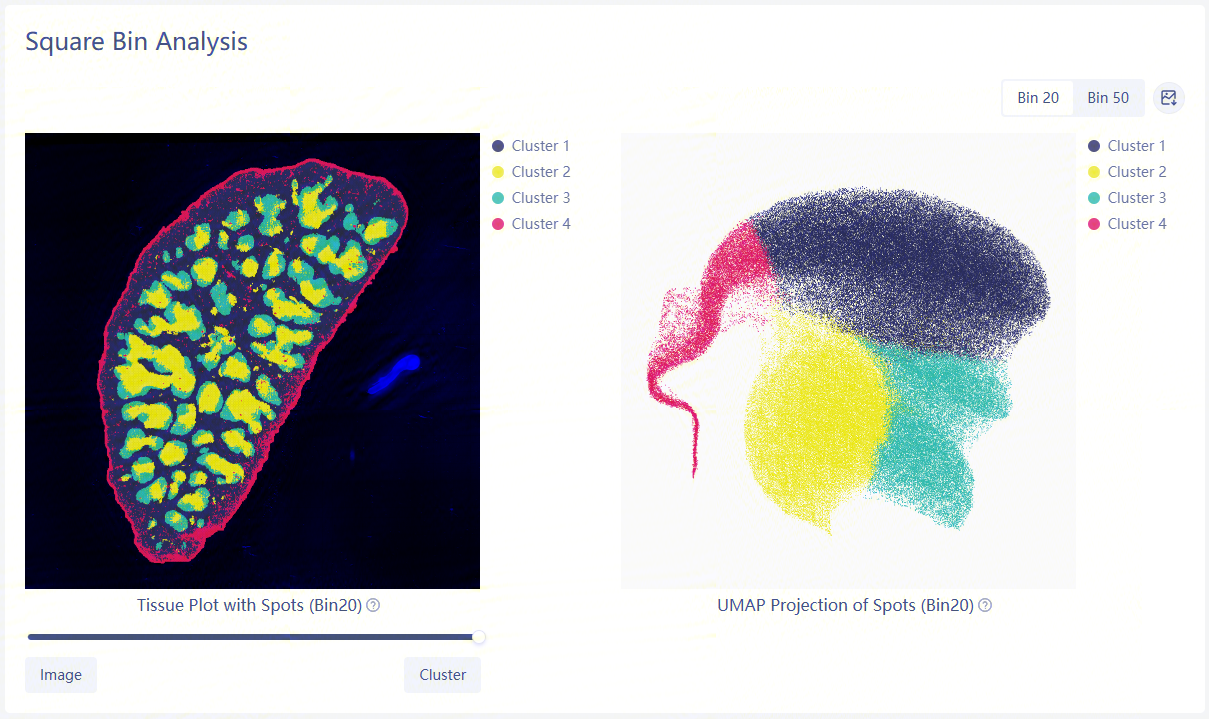 Square Bin Analysis
Bin 20
Bin 50
Cluster 1
Cluster 2
Cluster 3
Cluster 4
Cluster 1
Cluster 2
Cluster 3
Cluster 4
Tissue Plot with Spots (Bin20) ?
UMAP Projection of Spots (Bin20) ?
Image
Cluster